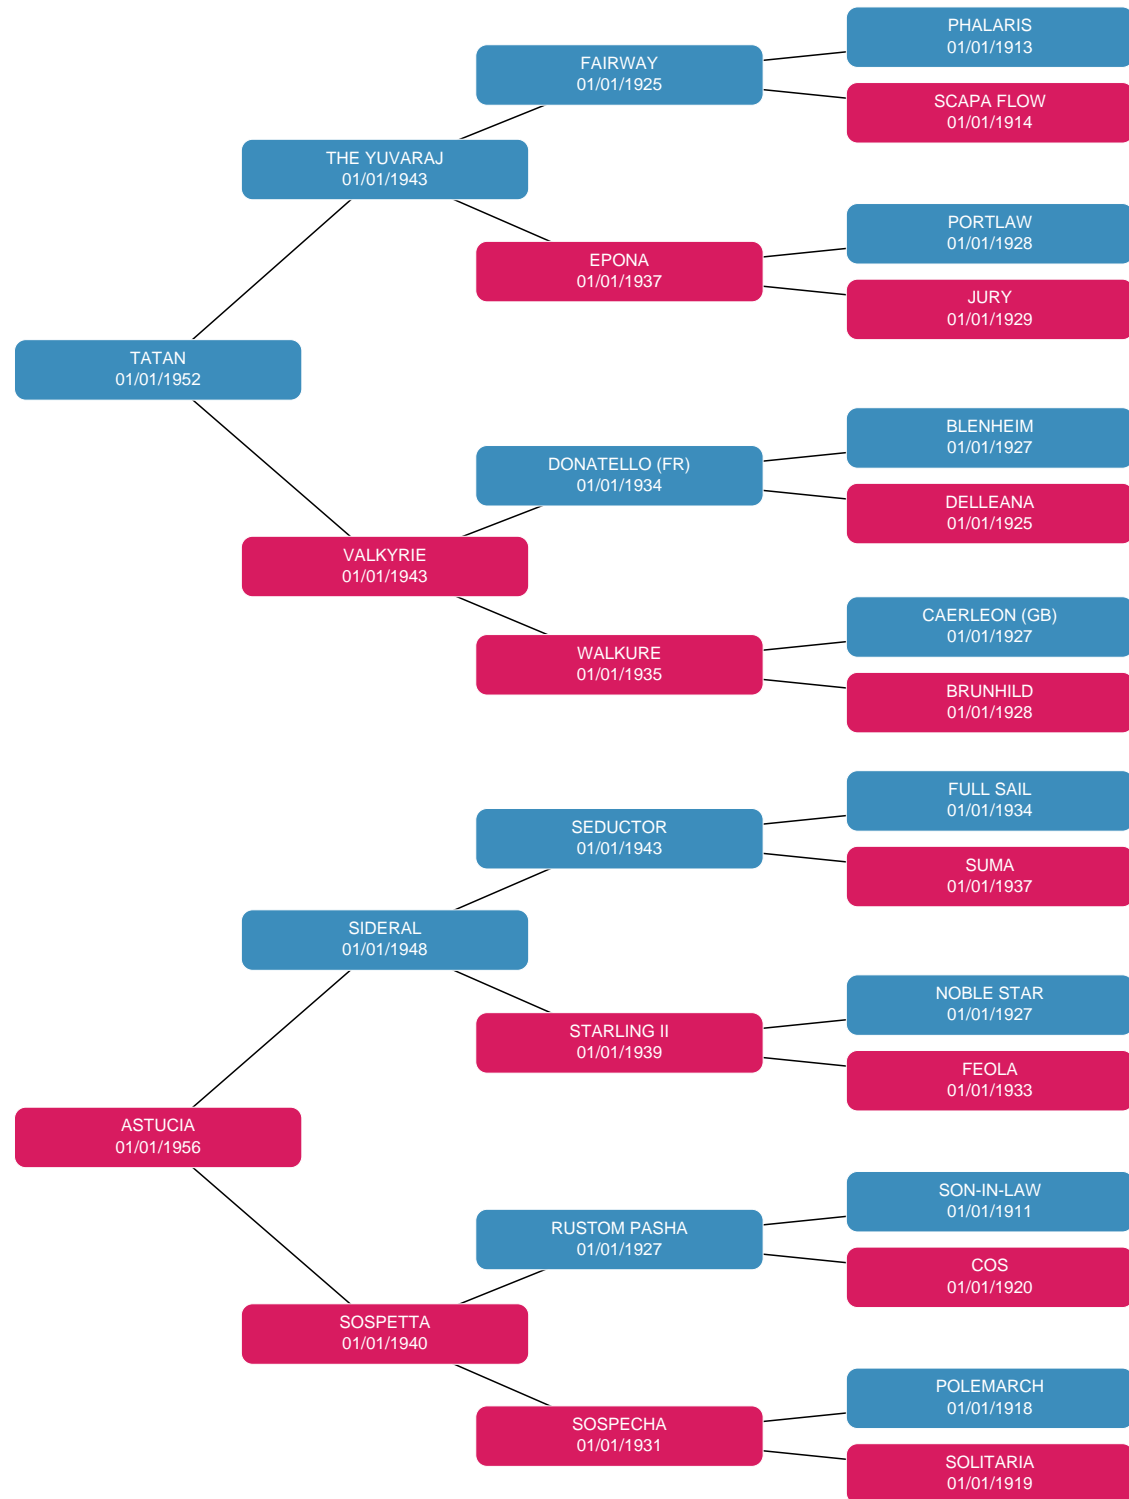 PHALARIS
01/01/1913
FAIRWAY
01/01/1925
SCAPA FLOW
01/01/1914
THE YUVARAJ
01/01/1943
PORTLAW
01/01/1928
EPONA
01/01/1937
JURY
01/01/1929
TATAN
01/01/1952
BLENHEIM
01/01/1927
DONATELLO (FR)
01/01/1934
DELLEANA
01/01/1925
VALKYRIE
01/01/1943
CAERLEON (GB)
01/01/1927
WALKURE
01/01/1935
BRUNHILD
01/01/1928
FULL SAIL
01/01/1934
SEDUCTOR
01/01/1943
SUMA
01/01/1937
SIDERAL
01/01/1948
NOBLE STAR
01/01/1927
STARLING II
01/01/1939
FEOLA
01/01/1933
ASTUCIA
01/01/1956
SON-IN-LAW
01/01/1911
RUSTOM PASHA
01/01/1927
COS
01/01/1920
SOSPETTA
01/01/1940
POLEMARCH
01/01/1918
SOSPECHA
01/01/1931
SOLITARIA
01/01/1919